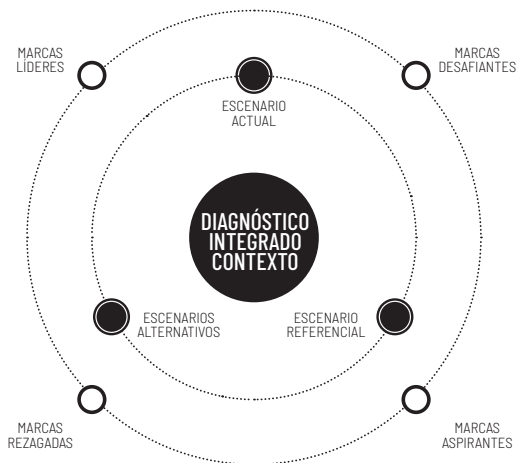 MARCAS
LÍDERES
MARCAS
DESAFIANTES
ESCENARIO
ACTUAL
DIAGNÓSTICO
INTEGRADO
CONTEXTO
ESCENARIOS
ALTERNATIVOS
ESCENARIO
REFERENCIAL
MARCAS
REZAGADAS
MARCAS
ASPIRANTES